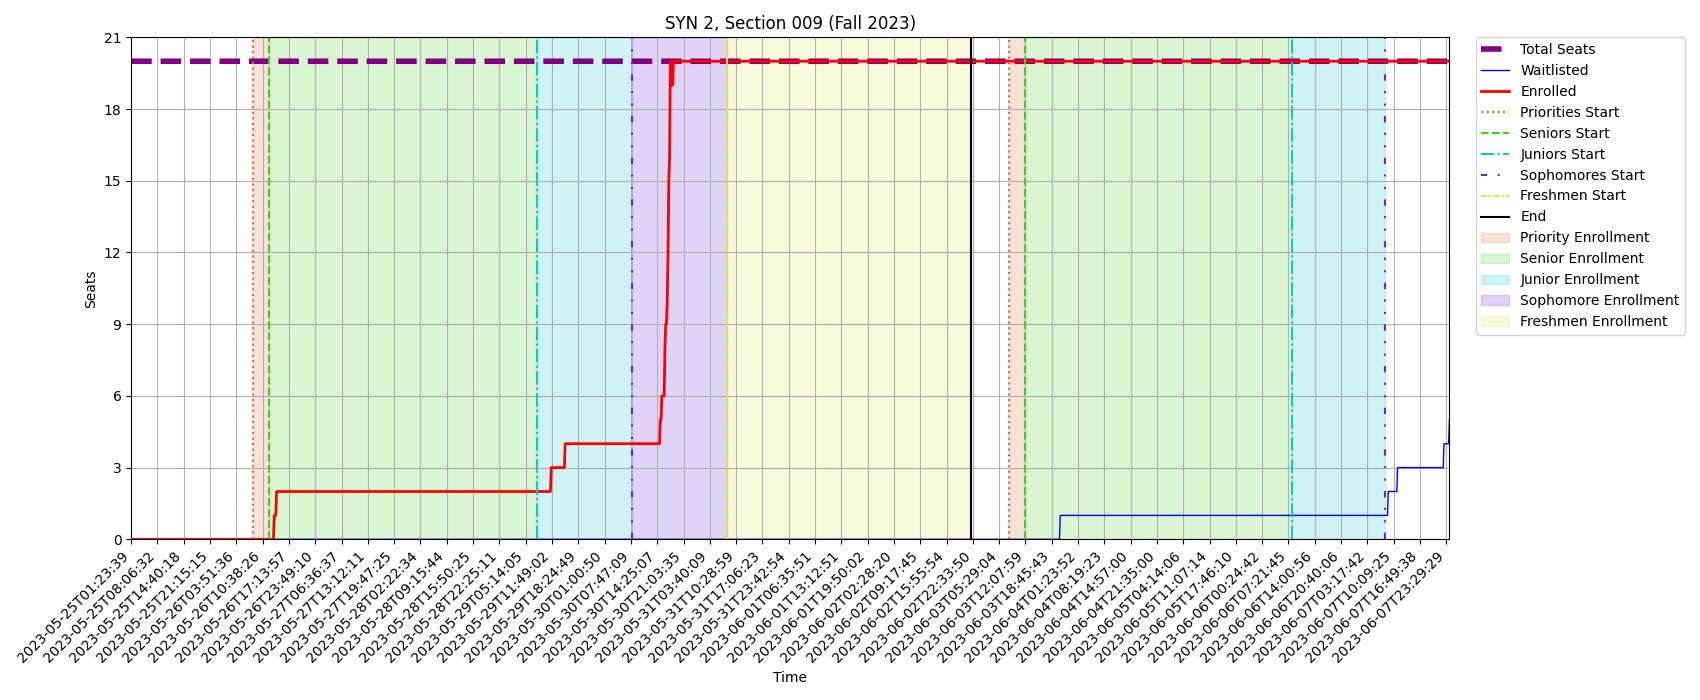 SYN 2, Section 009 (Fall 2023)
21
18
15
12
9
6
3
0
Seats
2023-05-25T01:23:39
2023-05-25T08:06:32
2023-05-25T14:40:18
2023-05-25T21:15:15
2023-05-26T03:51:36
2023-05-26T10:38:26
2023-05-26T17:13:57
2023-05-26T23:49:10
2023-05-27T06:36:37
2023-05-27T13:12:11
2023-05-27T19:47:25
2023-05-28T02:22:34
2023-05-28T09:15:44
2023-05-28T15:50:25
2023-05-28T22:25:11
2023-05-29T05:14:05
2023-05-29T11:49:02
2023-05-29T18:24:49
2023-05-30T01:00:50
2023-05-30T07:47:09
2023-05-30T14:25:07
2023-05-30T21:03:35
2023-05-31T03:40:09
2023-05-31T10:28:59
2023-05-31T17:06:23
2023-05-31T23:42:54
2023-06-01T06:35:51
2023-06-01T13:12:51
2023-06-01T19:50:02
2023-06-02T02:28:20
2023-06-02T09:17:45
2023-06-02T15:55:54
2023-06-02T22:33:50
2023-06-03T05:29:04
2023-06-03T12:07:59
2023-06-03T18:45:43
2023-06-04T01:23:52
2023-06-04T08:19:23
2023-06-04T14:57:00
2023-06-04T21:35:00
2023-06-05T04:14:06
2023-06-05T11:07:14
2023-06-05T17:46:10
2023-06-06T00:24:42
2023-06-06T07:21:45
2023-06-06T14:00:56
2023-06-06T20:40:06
2023-06-07T03:17:42
2023-06-07T10:09:25
2023-06-07T16:49:38
2023-06-07T23:29:29
Time
Total Seats
Waitlisted
Enrolled
Priorities Start
Seniors Start
Juniors Start
Sophomores Start
Freshmen Start
End
Priority Enrollment
Senior Enrollment
Junior Enrollment
Sophomore Enrollment
Freshmen Enrollment